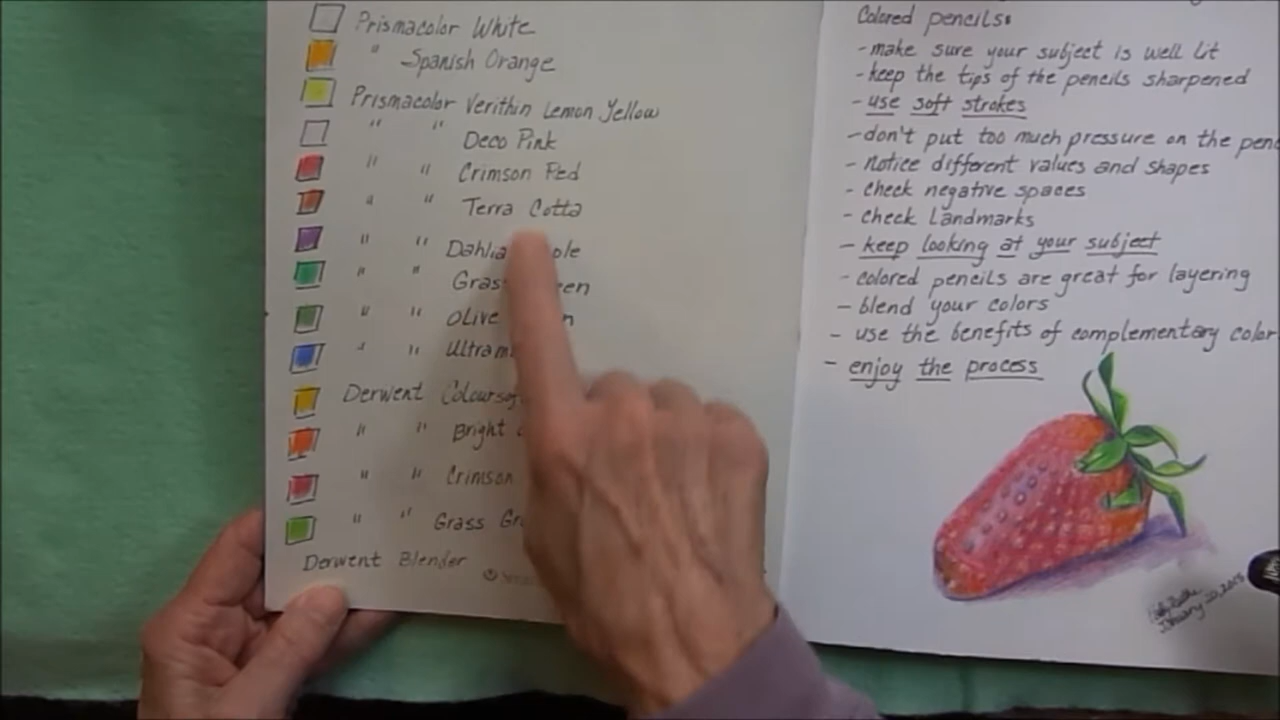 Prismacolor White
" Spanish Orange
Prismacolor Verithin Lemon Yellow
" " Deco Pink
" " Crimson Red
" " Terra Cotta
" " Dahlia
" " Grass
" " Olive
" "
Derwent
" " Bright
" " Crimson
" " Grass
Derwent Blender
Colored pencils:
-make sure your subject is well lit
-keep the tips of the pencils sharpened
-use soft strokes
-don't put too much pressure on the
-notice different values and shapes
-check negative spaces
-check landmarks
-keep looking at your subject
-colored pencils are great for layering
-blend your colors
-use the benefits of complementary color
-enjoy the process